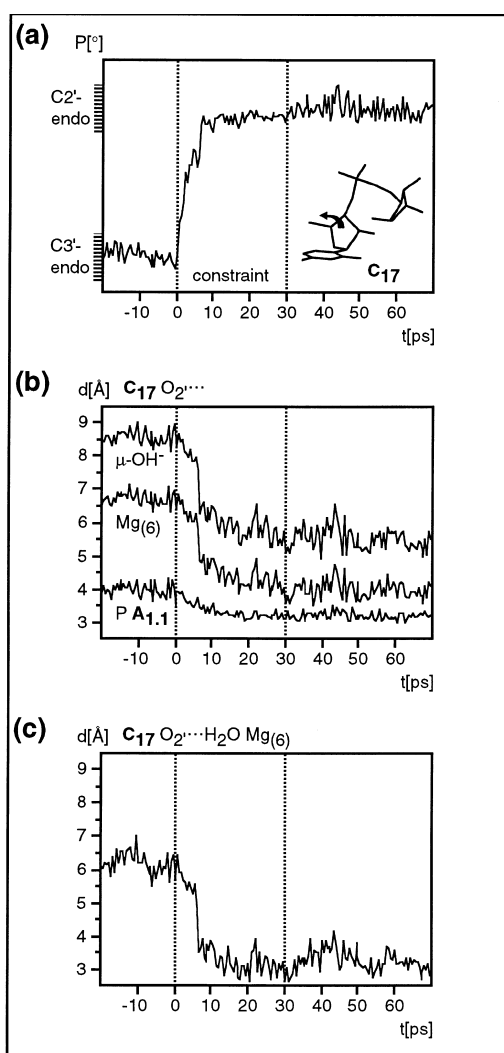 (a)
P[°]
C2'-
endo
C3'-
endo
constraint
C17
-10 0 10 20 30 40 50 60
t[ps]
(b)
d[Å] C17 O2'····
9
8
μ-OH-
7
Mg(6)
6
5
4
P A1.1
3
-10 0 10 20 30 40 50 60
t[ps]
(c)
d[Å] C17 O2'····H2O Mg(6)
9
8
7
6
5
4
3
-10 0 10 20 30 40 50 60
t[ps]